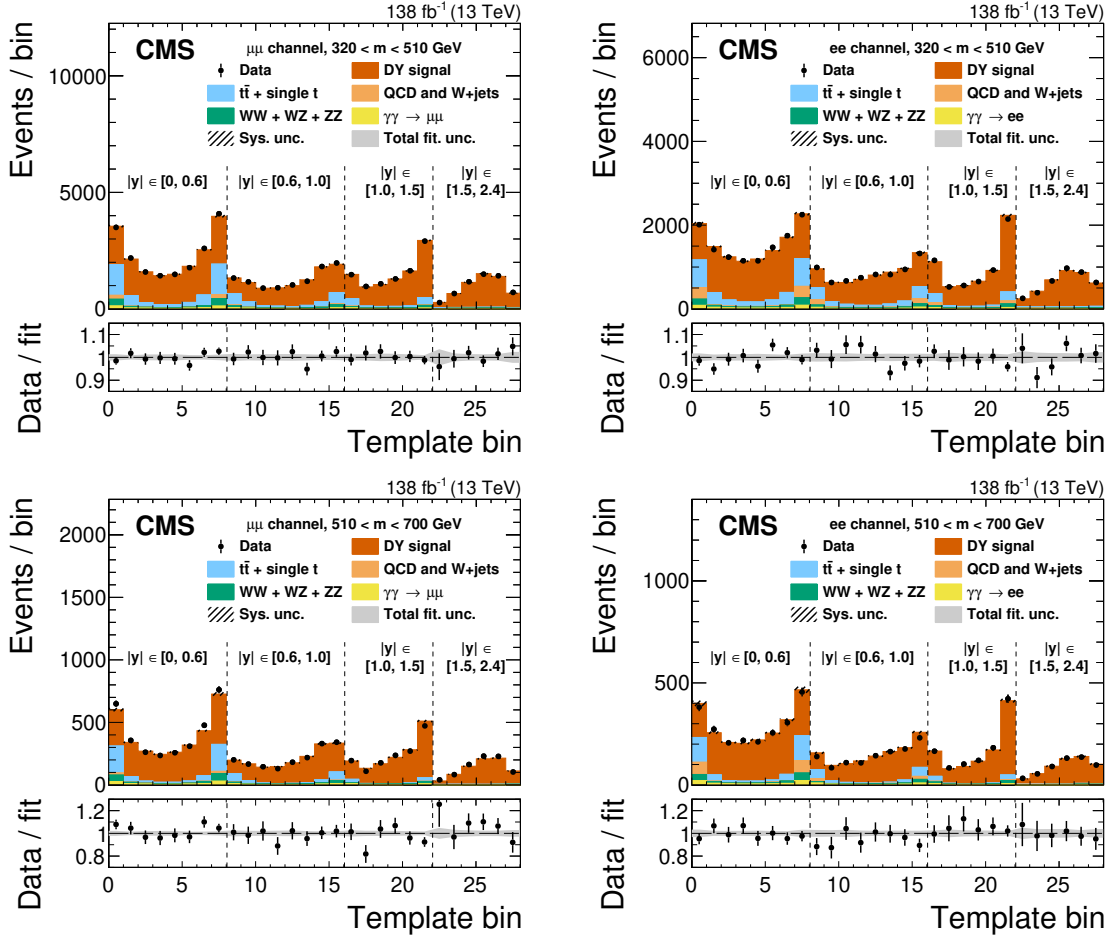 138 fb-1 (13 TeV)
CMS
μμ channel, 320 < m < 510 GeV
Data
DY signal
tt̄ + single t
QCD and W+jets
WW + WZ + ZZ
γγ → μμ
Sys. unc.
Total fit. unc.
|y| ∈ [0, 0.6]
|y| ∈ [0.6, 1.0]
|y| ∈
[1.0, 1.5]
|y| ∈
[1.5, 2.4]
Events / bin
10000
5000
0
Data / fit
1.1
1
0.9
0 5 10 15 20 25
Template bin
138 fb-1 (13 TeV)
CMS
ee channel, 320 < m < 510 GeV
Data
DY signal
tt̄ + single t
QCD and W+jets
WW + WZ + ZZ
γγ → ee
Sys. unc.
Total fit. unc.
|y| ∈ [0, 0.6]
|y| ∈ [0.6, 1.0]
|y| ∈
[1.0, 1.5]
|y| ∈
[1.5, 2.4]
Events / bin
6000
4000
2000
0
Data / fit
1.1
1
0.9
0 5 10 15 20 25
Template bin
138 fb-1 (13 TeV)
CMS
μμ channel, 510 < m < 700 GeV
Data
DY signal
tt̄ + single t
QCD and W+jets
WW + WZ + ZZ
γγ → μμ
Sys. unc.
Total fit. unc.
|y| ∈ [0, 0.6]
|y| ∈ [0.6, 1.0]
|y| ∈
[1.0, 1.5]
|y| ∈
[1.5, 2.4]
Events / bin
2000
1500
1000
500
0
Data / fit
1.2
1
0.8
0 5 10 15 20 25
Template bin
138 fb-1 (13 TeV)
CMS
ee channel, 510 < m < 700 GeV
Data
DY signal
tt̄ + single t
QCD and W+jets
WW + WZ + ZZ
γγ → ee
Sys. unc.
Total fit. unc.
|y| ∈ [0, 0.6]
|y| ∈ [0.6, 1.0]
|y| ∈
[1.0, 1.5]
|y| ∈
[1.5, 2.4]
Events / bin
1000
500
0
Data / fit
1.2
1
0.8
0 5 10 15 20 25
Template bin